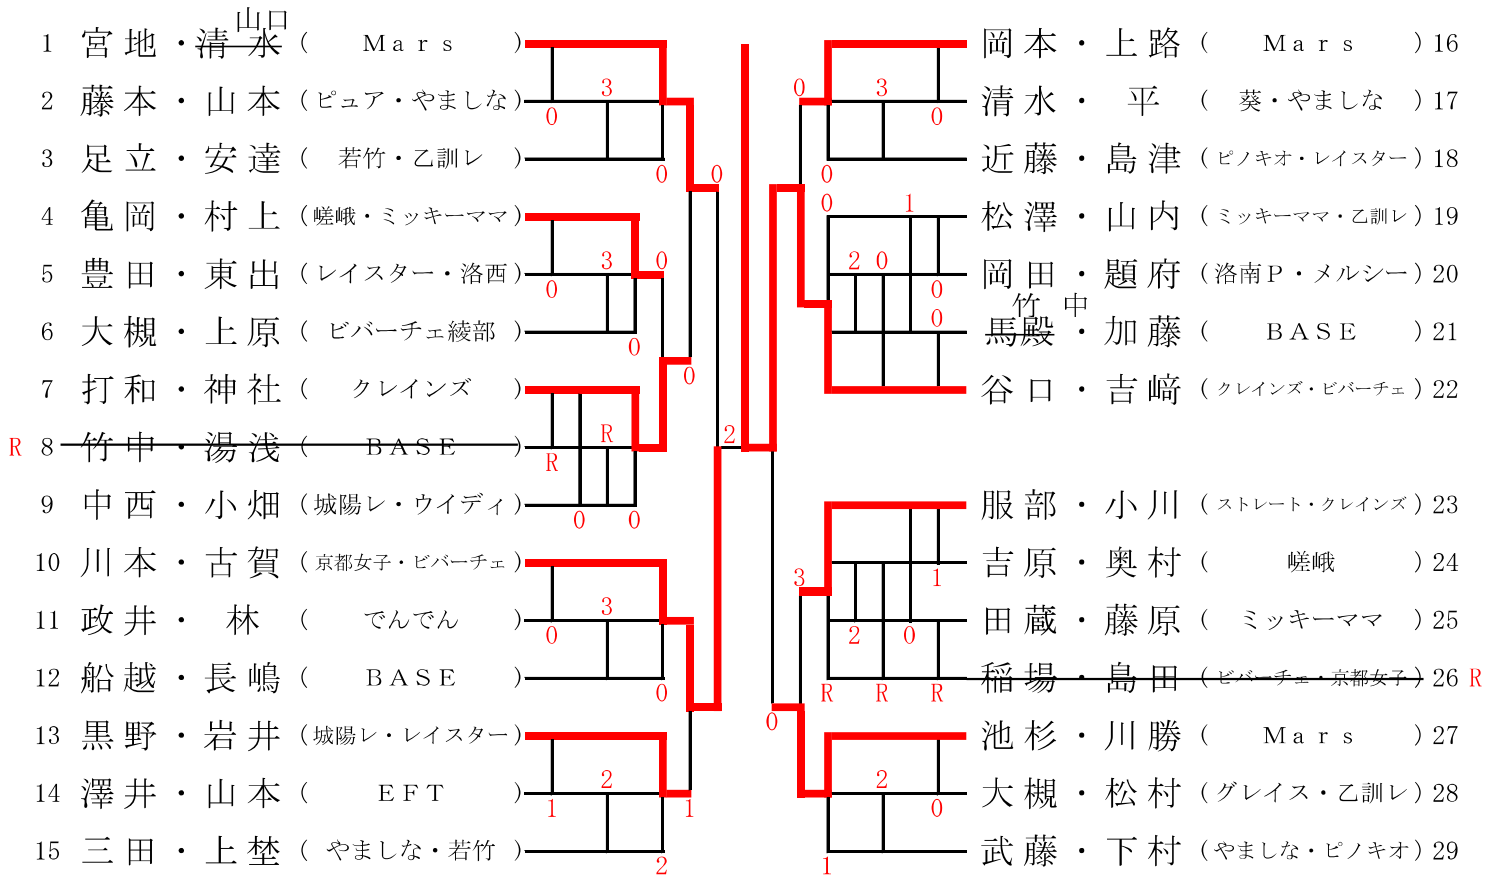 山口
1 宮地・清水（ Mars ）
2 藤本・山本（ピュア・やましな）
3
0
3 足立・安達（ 若竹・乙訓レ ）
0
0
4 亀岡・村上（嵯峨・ミッキーママ）
5 豊田・東出（レイスター・洛西）
3
0
0
6 大槻・上原（ ビバーチェ綾部 ）
0
7 打和・神社（ クレインズ ）
0
R 8 竹中・湯浅（ BASE ）
R
R
2
9 中西・小畑（城陽レ・ウイディ）
0
0
10 川本・古賀（京都女子・ビバーチェ）
11 政井・林（ でんでん ）
3
0
12 船越・長嶋（ BASE ）
0
13 黒野・岩井（城陽レ・レイスター）
14 澤井・山本（ EFT ）
2
1
1
15 三田・上埜（ やましな・若竹 ）
2
岡本・上路（ Mars ）16
0
3
清水・平（ 葵・やましな ）17
0
近藤・島津（ピノキオ・レイスター）18
0
0
1
松澤・山内（ミッキーママ・乙訓レ）19
2
0
岡田・題府（洛南P・メルシー）20
0
竹中
0
馬殿・加藤（ BASE ）21
谷口・吉﨑（クレインズ・ビバーチェ）22
服部・小川（ストレート・クレインズ）23
3
吉原・奥村（ 嵯峨 ）24
1
田蔵・藤原（ ミッキーママ ）25
2
0
稲場・島田（ビバーチェ・京都女子）26 R
R
R
R
0
池杉・川勝（ Mars ）27
2
大槻・松村（グレイス・乙訓レ）28
0
武藤・下村（やましな・ピノキオ）29
1